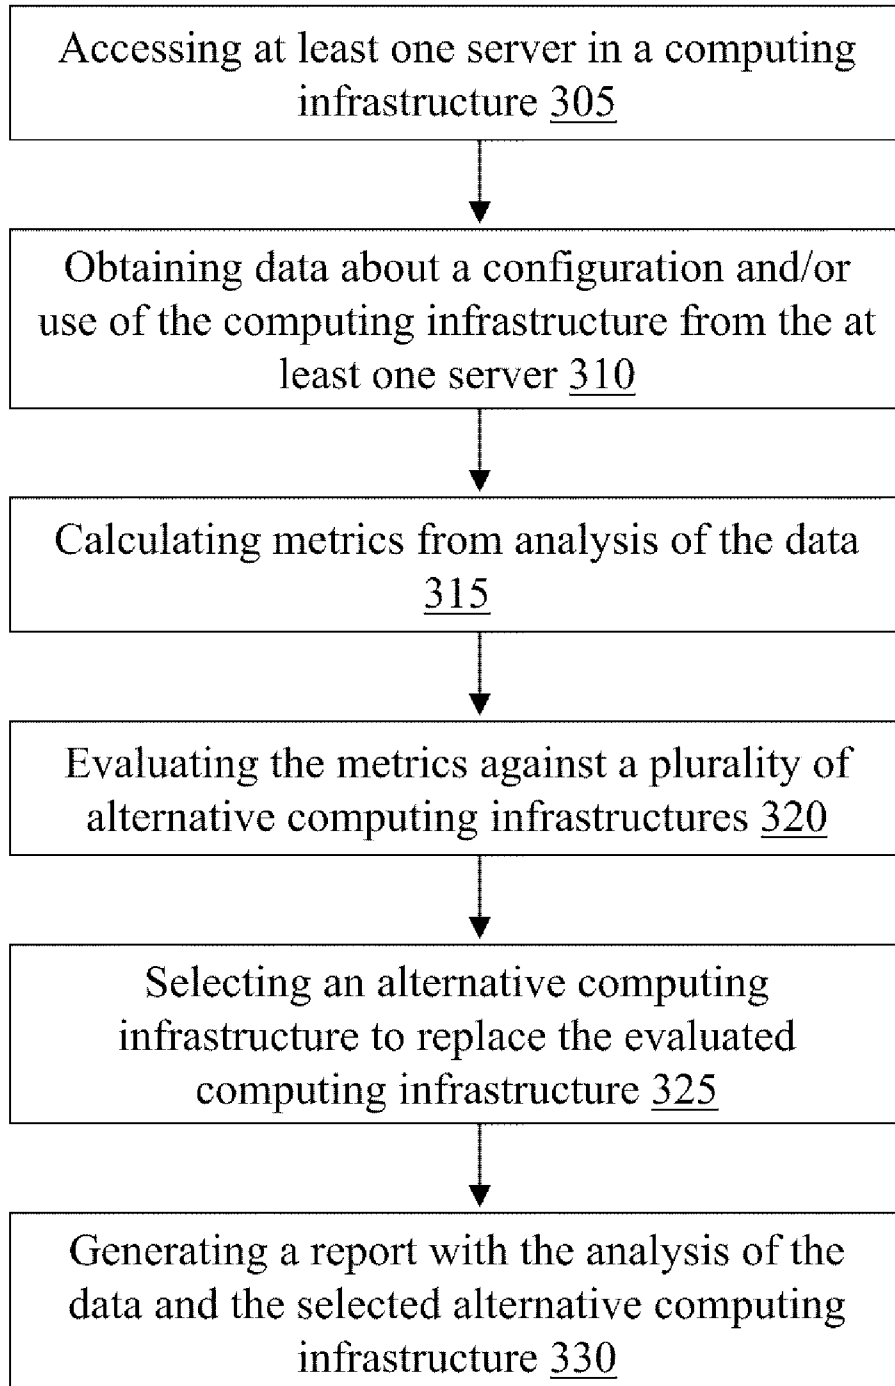 Accessing at least one server in a computing
infrastructure 305
Obtaining data about a configuration and/or
use of the computing infrastructure from the at
least one server 310
Calculating metrics from analysis of the data
315
Evaluating the metrics against a plurality of
alternative computing infrastructures 320
Selecting an alternative computing
infrastructure to replace the evaluated
computing infrastructure 325
Generating a report with the analysis of the
data and the selected alternative computing
infrastructure 330